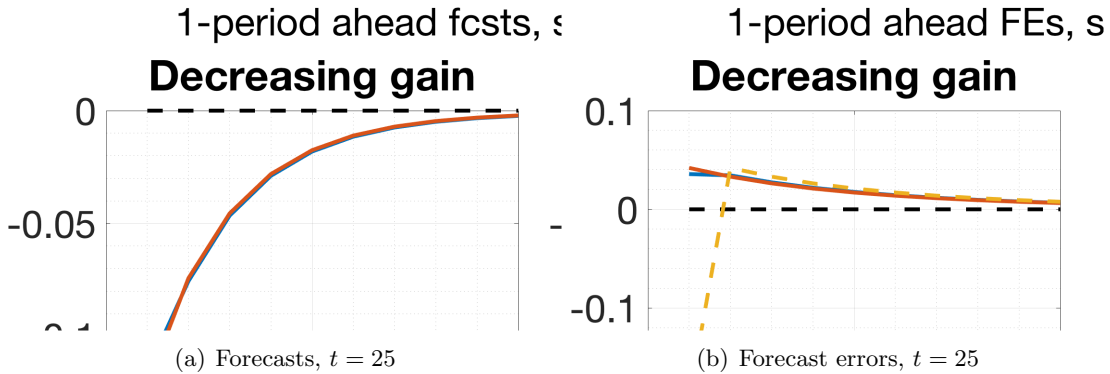 1-period ahead fcsts,
Decreasing gain
0
-0.05
(a) Forecasts, t = 25
1-period ahead FEs, s
Decreasing gain
0.1
0
-0.1
(b) Forecast errors, t = 25